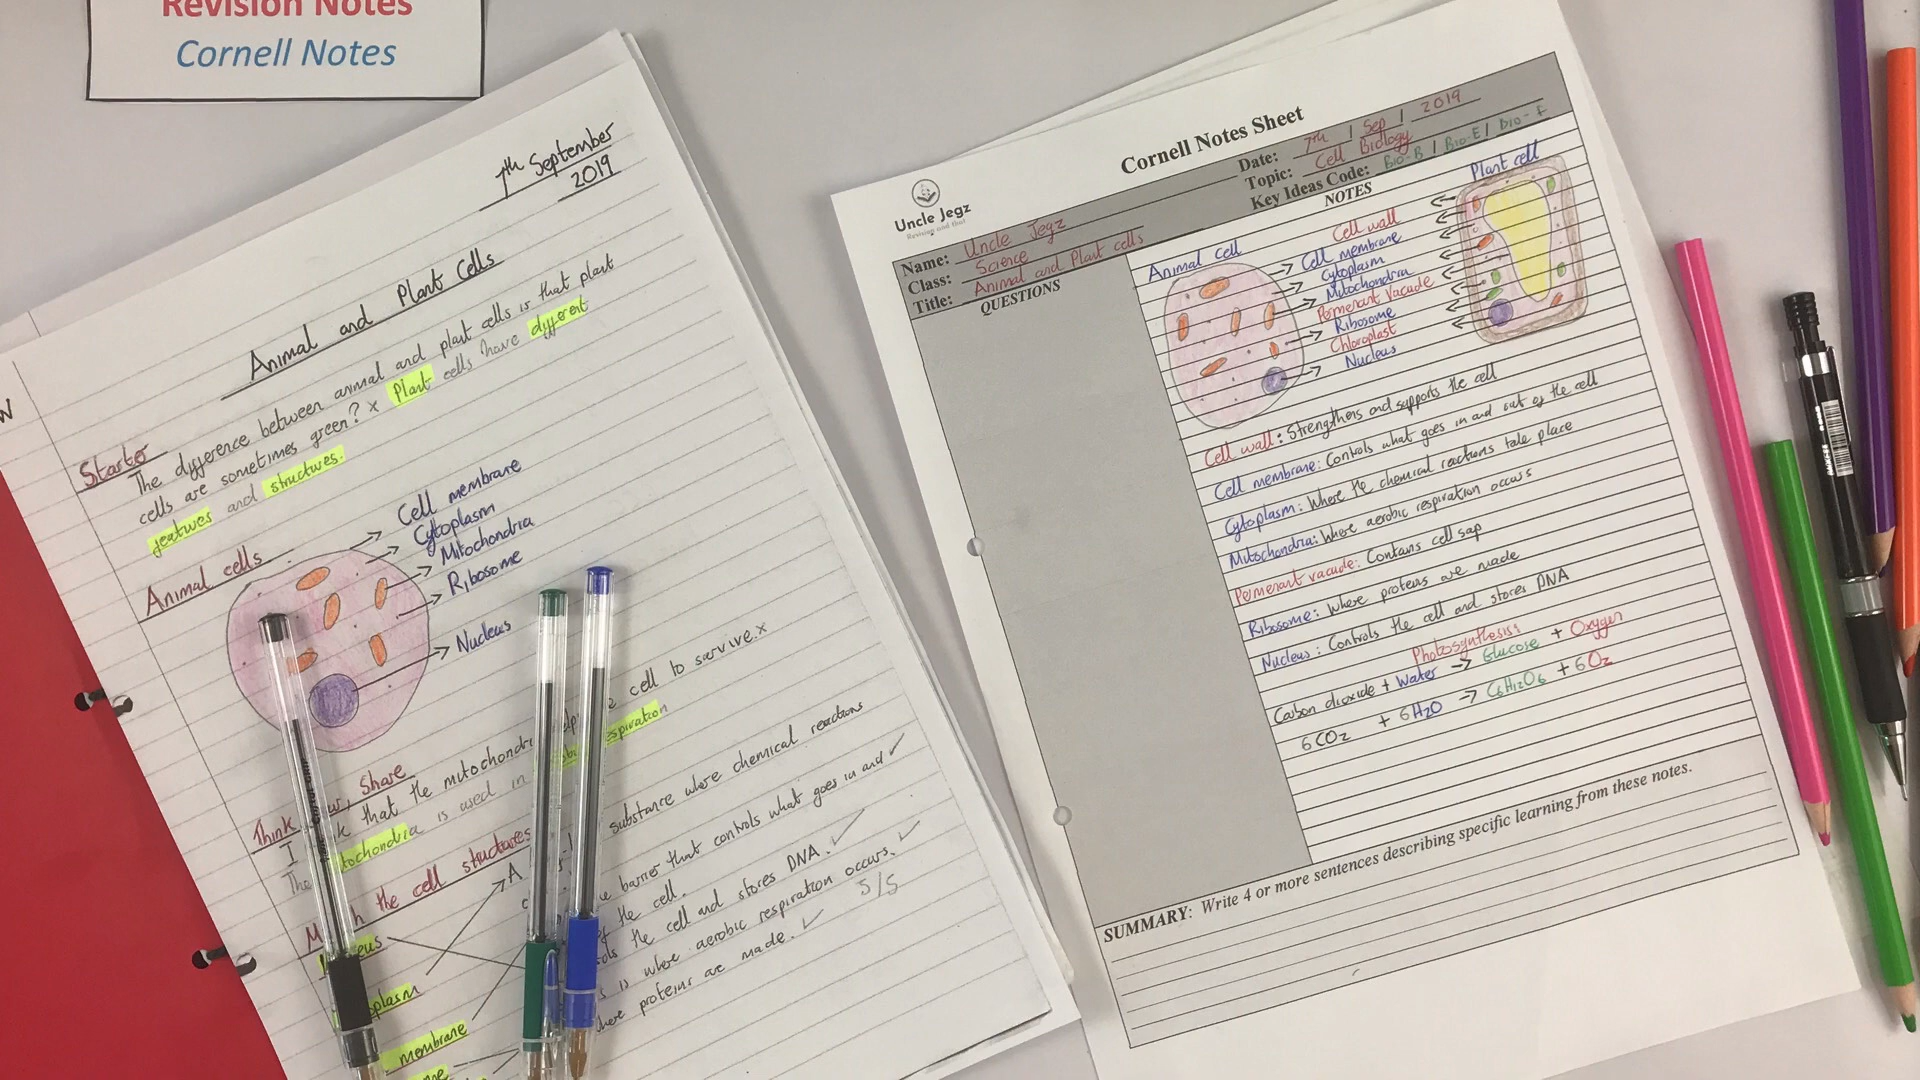 Revision Notes
Cornell Notes
7th September
2019
Animal and Plant Cells
Starter
The difference between animal and plant cells is that plant
cells are sometimes green? x Plant cells have different
features and structures.
Animal cells
Cell membrane
Cytoplasm
Mitochondria
Ribosome
Nucleus
Think, Share
that the mitochondria cell to survive. x
The is used in respiration
the cell structures
A substance where chemical reactions
barrier that controls what goes in and ✓
the cell.
the cell and stores DNA. ✓
is where aerobic respiration occurs. ✓
where proteins are made. ✓
5/5
membrane
Cornell Notes Sheet
Uncle Jegz
Revision and that
Date: 7th / Sep / 2019
Topic: Cell Biology
Key Ideas Code: Bio-B / Bio-E / Bio-F
Name: Uncle Jegz
Class: Science
Title: Animal and Plant cells
QUESTIONS
NOTES
Animal cell
Plant cell
Cell wall
Cell membrane
Cytoplasm
Mitochondria
Permenant vacuole
Ribosome
Chloroplast
Nucleus
Cell wall: Strengthens and supports the cell
Cell membrane: Controls what goes in and out of the cell
Cytoplasm: Where the chemical reactions take place
Mitochondria: Where aerobic respiration occurs
Permenant vacuole: Contains cell sap
Ribosome: Where proteins are made
Nucleus: Controls the cell and stores DNA
Photosynthesis
Carbon dioxide + Water → Glucose + Oxygen
6CO2 + 6H2O → C6H12O6 + 6O2
SUMMARY: Write 4 or more sentences describing specific learning from these notes.